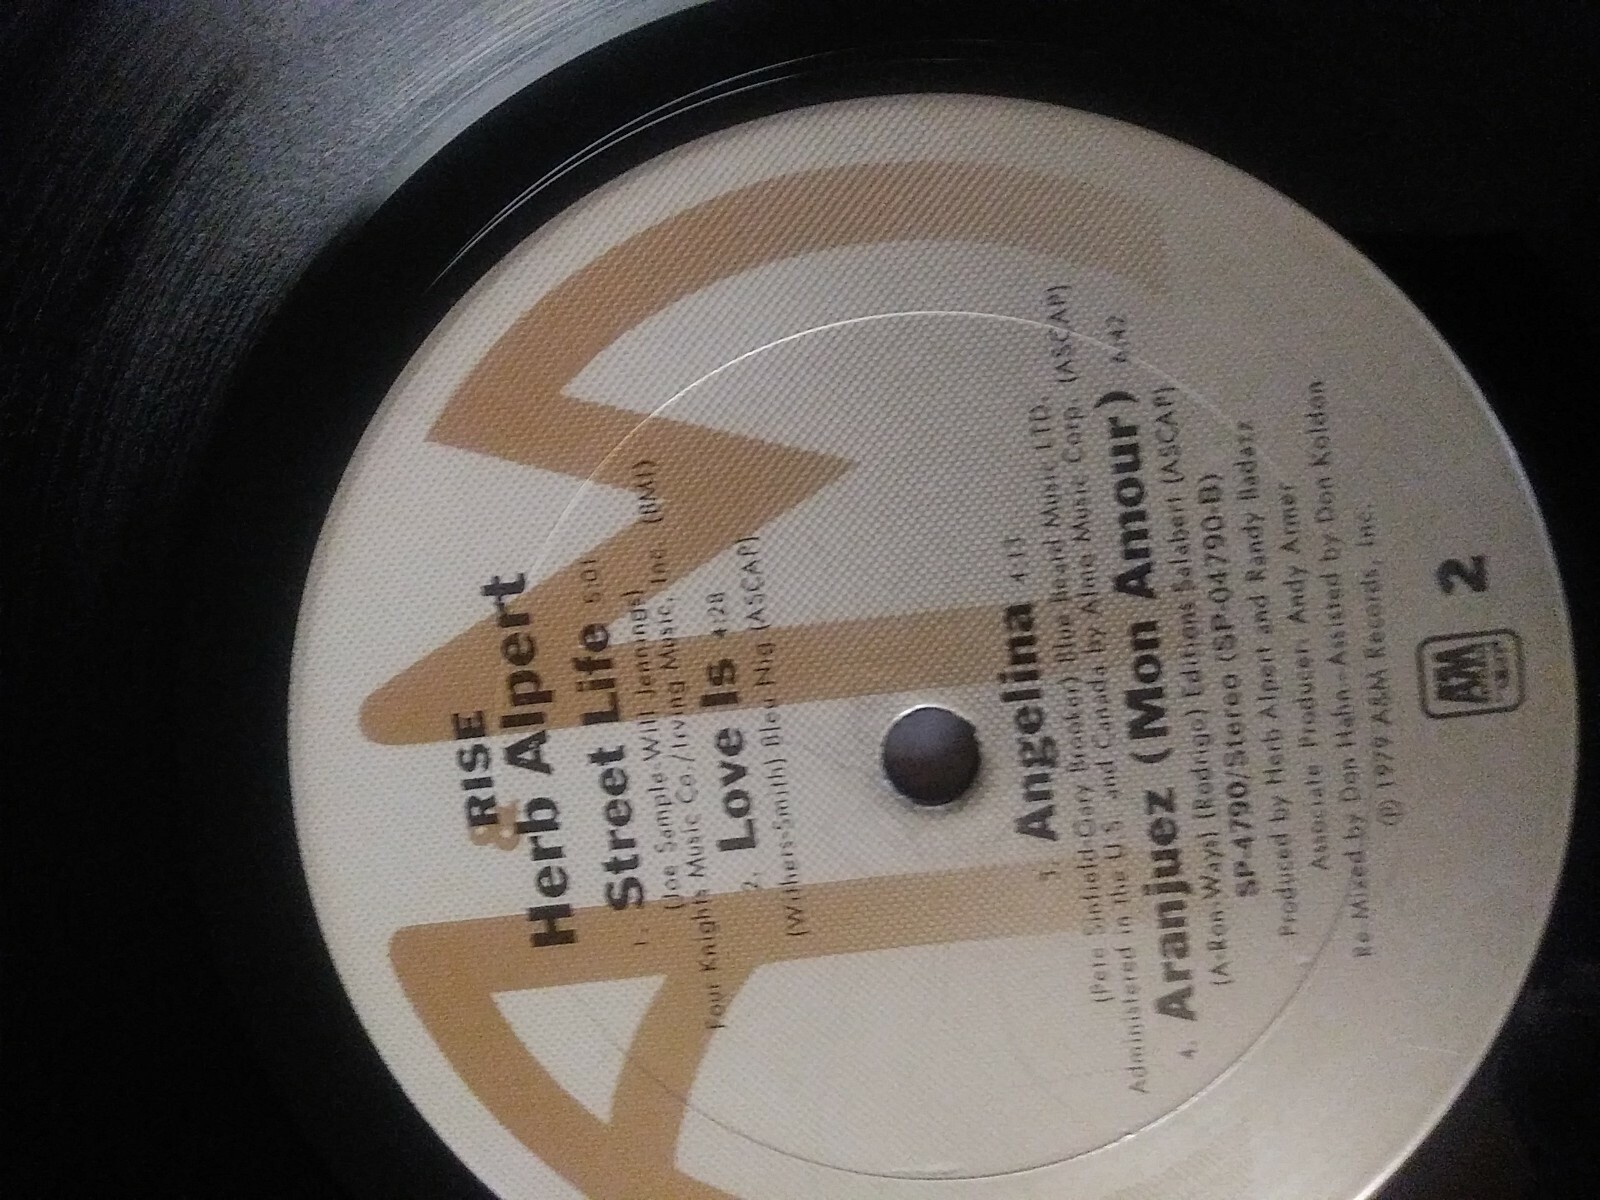 RISE
Herb Alpert
1. Street Life 5:01
(Joe Sample-Will Jennings)
Four Knights Music Co./Irving Music, Inc. (BMI)
2. Love Is 4:28
(Withers-Smith) Bleu Nig (ASCAP)
3. Angelina 4:13
(Pete Sinfield-Gary Brooker) Blue Beard Music LTD.
Administered in the U.S. and Canada by Almo Music Corp. (ASCAP)
4. Aranjuez (Mon Amour) 6:42
(A-Ron-Ways) (Rodrigo) Editions Salabert (ASCAP)
SP-4790/Stereo (SP-04790-B)
Produced by Herb Alpert and Randy Badazz
Associate Producer: Andy Armer
Re-Mixed by Don Hahn–Assisted by Don Koldon
℗ 1979 A&M Records, Inc.
A&M 2